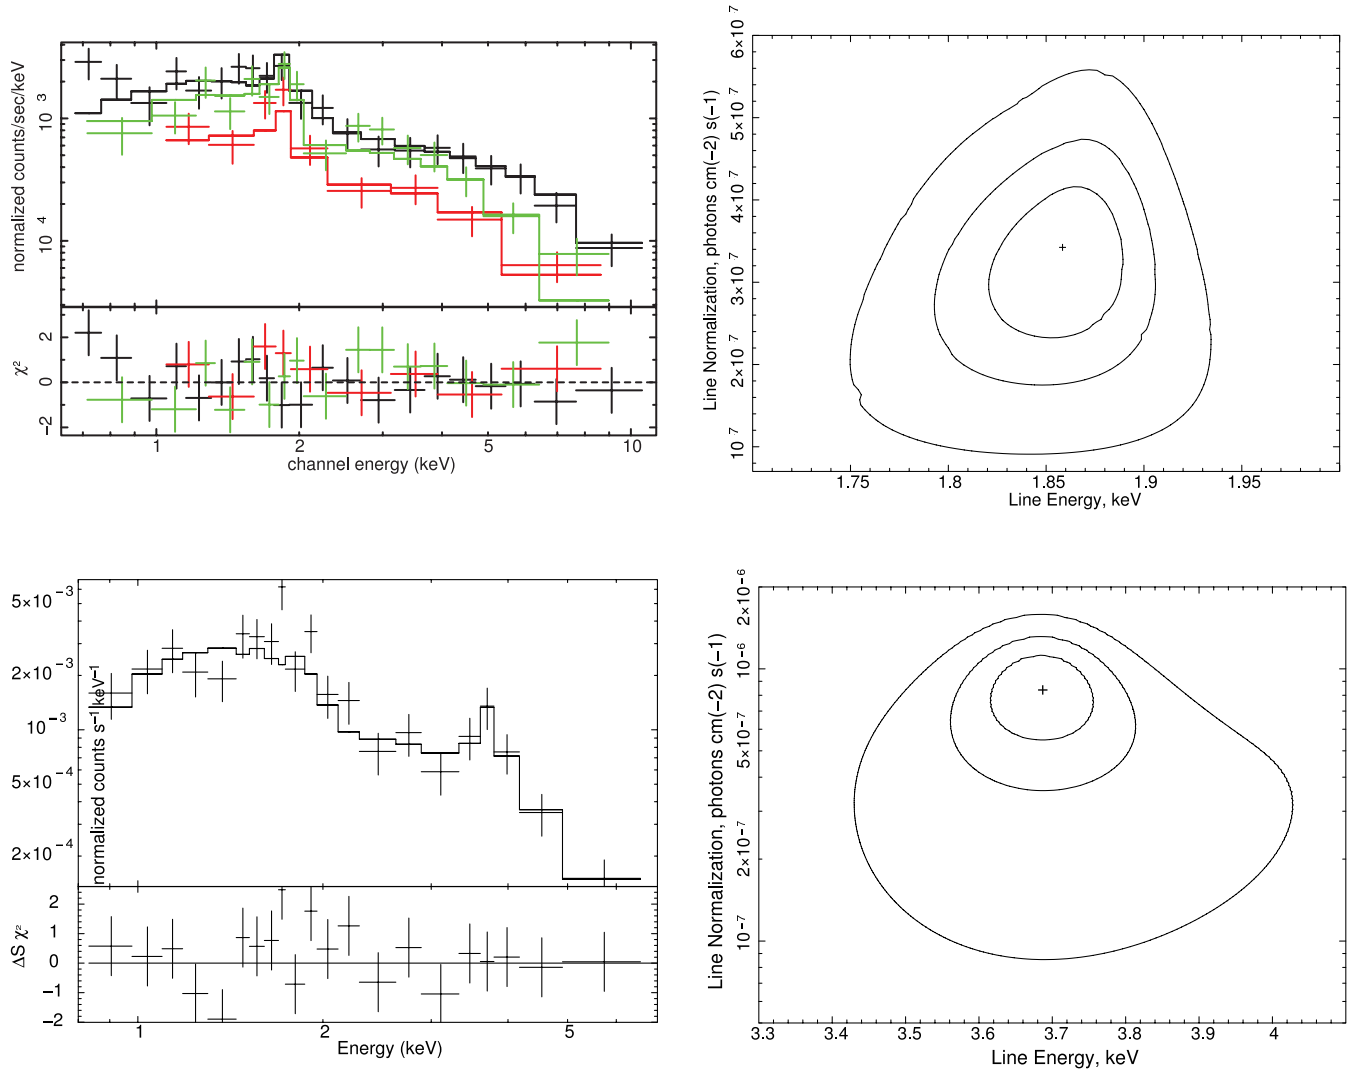 normalized counts/sec/keV
10 3
10 4
2
0
−2
χ²
1 2 5 10
channel energy (keV)
Line Normalization, photons cm(-2) s(-1)
6×10 7
5×10 7
4×10 7
3×10 7
2×10 7
10 7
1.75 1.8 1.85 1.9 1.95
Line Energy, keV
normalized counts s−1 keV−1
5×10−3
2×10−3
10−3
5×10−4
2×10−4
ΔS χ²
2
1
0
−1
−2
1 2 5
Energy (keV)
Line Normalization, photons cm(-2) s(-1)
2×10−6
10−6
5×10−7
2×10−7
10−7
3.3 3.4 3.5 3.6 3.7 3.8 3.9 4
Line Energy, keV